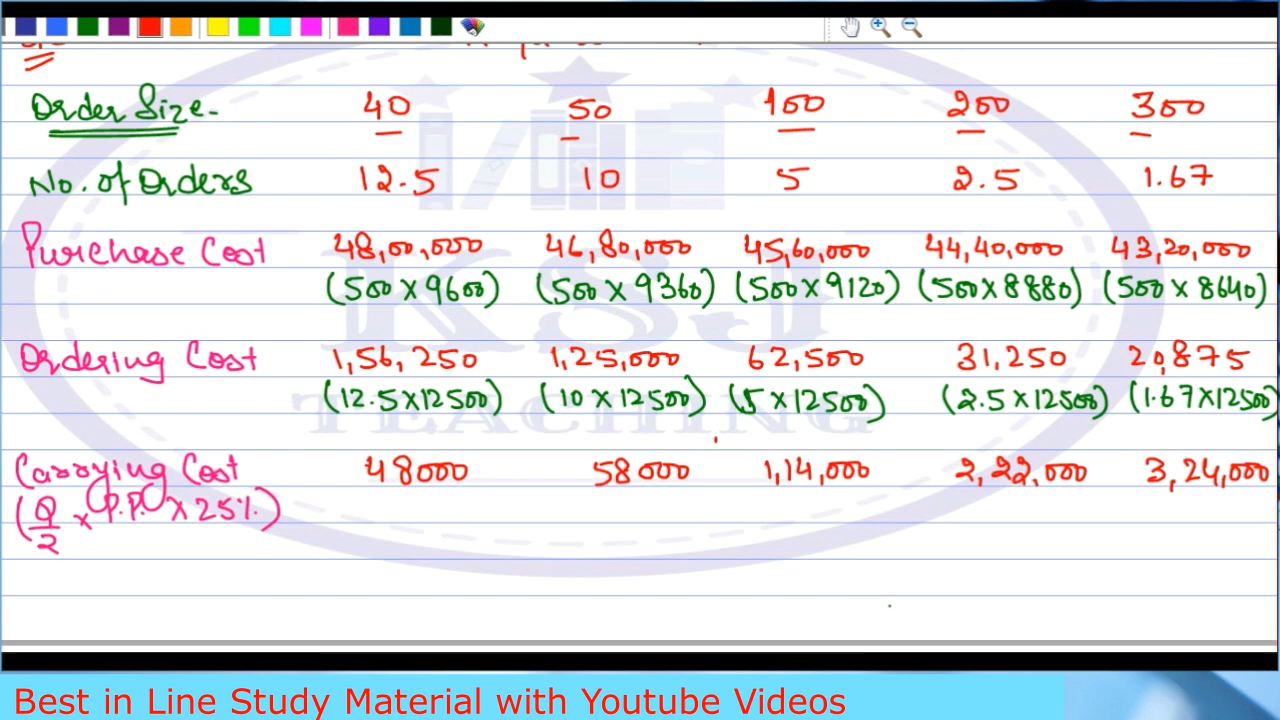 Order Size. 40 50 100 200 300
No. of Orders 12.5 10 5 2.5 1.67
Purchase Cost 48,00,000 46,80,000 45,60,000 44,40,000 43,20,000
(500 × 9600) (500 × 9360) (500 × 9120) (500 × 8880) (500 × 8640)
Ordering Cost 1,56,250 1,25,000 62,500 31,250 20,875
(12.5 × 12500) (10 × 12500) (5 × 12500) (2.5 × 12500) (1.67 × 12500)
Carrying Cost 48000 58000 1,14,000 2,22,000 3,24,000
(Q/2 × P.P. × 25%)
KSJ
TEACHING
Best in Line Study Material with Youtube Videos